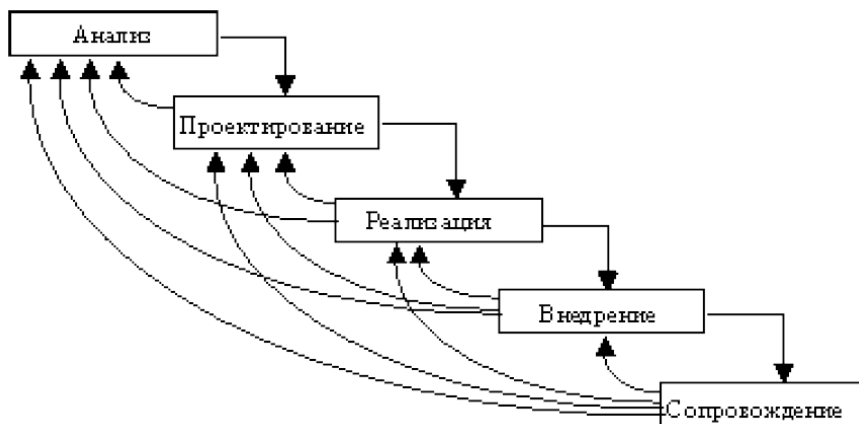 Анализ
Проектирование
Реализация
Внедрение
Сопровождение